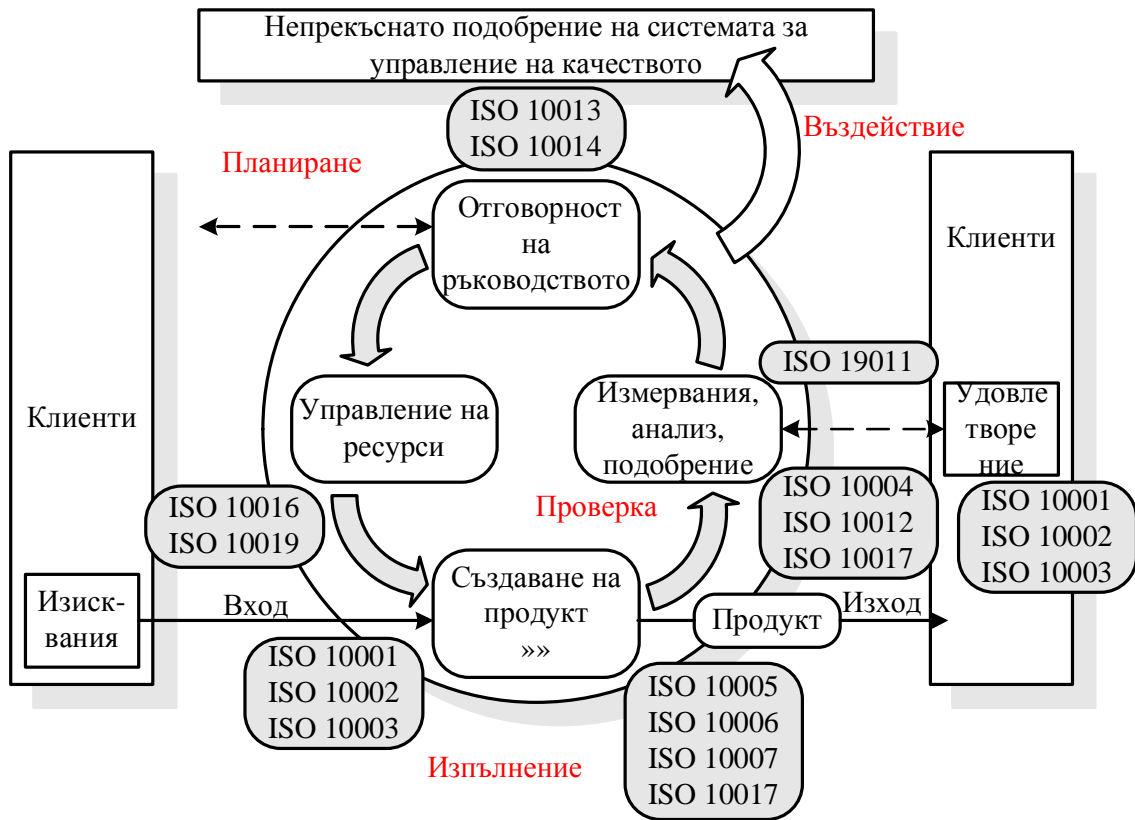 Непрекъснато подобрение на системата за
управление на качеството
ISO 10013
ISO 10014
Въздействие
Планиране
Отговорност
на
ръководството
Клиенти
Клиенти
ISO 19011
Управление на
ресурси
Измервания,
анализ,
подобрение
Удовле
творе
ние
ISO 10016
ISO 10019
Проверка
ISO 10004
ISO 10012
ISO 10017
ISO 10001
ISO 10002
ISO 10003
Изиск-
вания
Вход
Създаване на
продукт
»»
Продукт
Изход
ISO 10001
ISO 10002
ISO 10003
ISO 10005
ISO 10006
ISO 10007
ISO 10017
Изпълнение